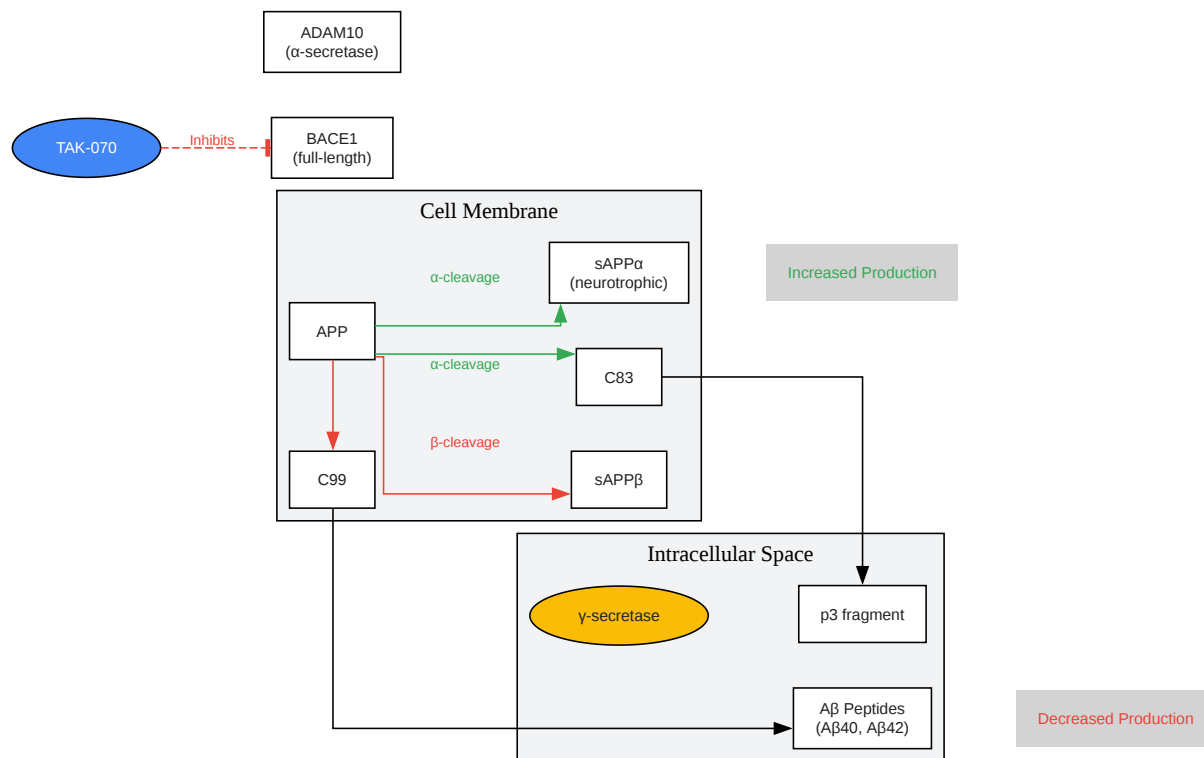 ADAM10
(α-secretase)
TAK-070
Inhibits
BACE1
(full-length)
Cell Membrane
α-cleavage
sAPPα
(neurotrophic)
Increased Production
APP
α-cleavage
C83
β-cleavage
C99
sAPPβ
Intracellular Space
γ-secretase
p3 fragment
Aβ Peptides
(Aβ40, Aβ42)
Decreased Production